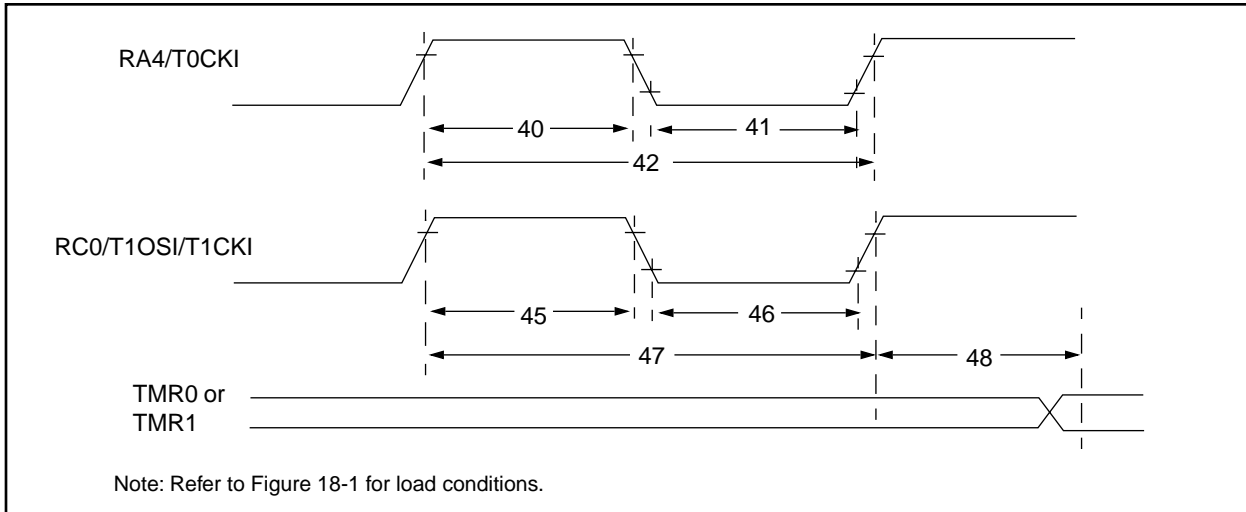 RA4/T0CKI
40
41
42
RC0/T1OSI/T1CKI
45
46
47
48
TMR0 or
TMR1
Note: Refer to Figure 18-1 for load conditions.